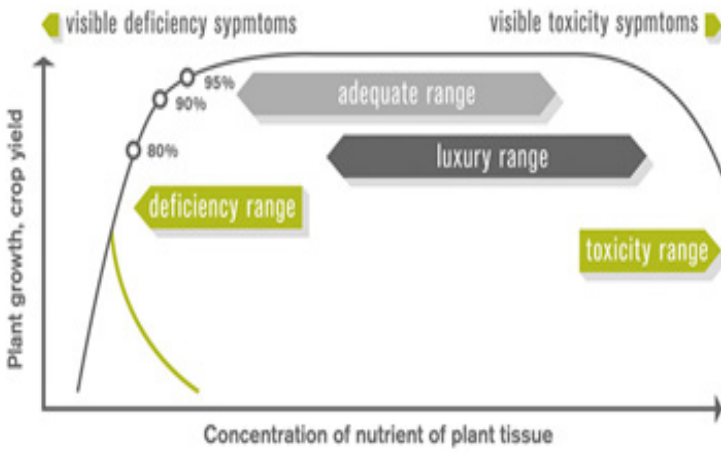 visible deficiency sypmtoms
visible toxicity sypmtoms
95%
90%
80%
adequate range
luxury range
deficiency range
toxicity range
Plant growth, crop yield
Concentration of nutrient of plant tissue